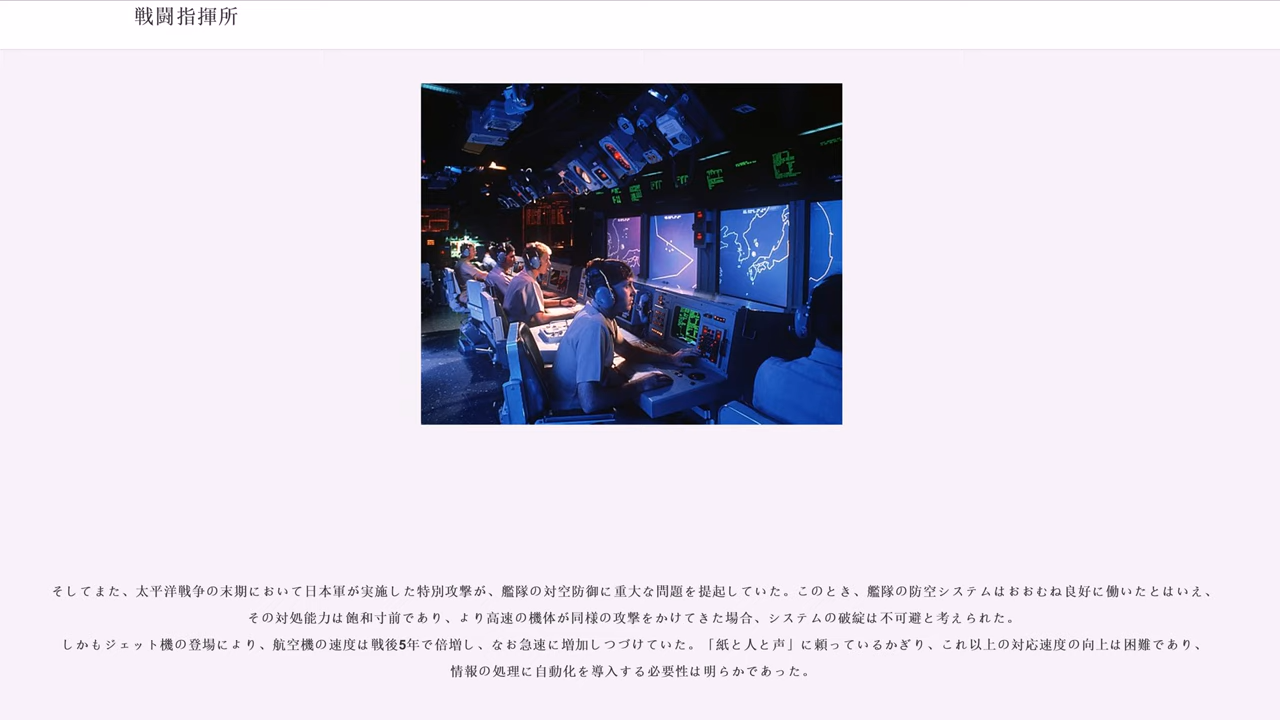 戦闘指揮所
そしてまた、太平洋戦争の末期において日本軍が実施した特別攻撃が、艦隊の対空防御に重大な問題を提起していた。このとき、艦隊の防空システムはおおむね良好に働いたとはいえ、
その対処能力は飽和寸前であり、より高速の機体が同様の攻撃をかけてきた場合、システムの破綻は不可避と考えられた。
しかもジェット機の登場により、航空機の速度は戦後5年で倍増し、なお急速に増加しつづけていた。「紙と人と声」に頼っているかぎり、これ以上の対応速度の向上は困難であり、
情報の処理に自動化を導入する必要性は明らかであった。